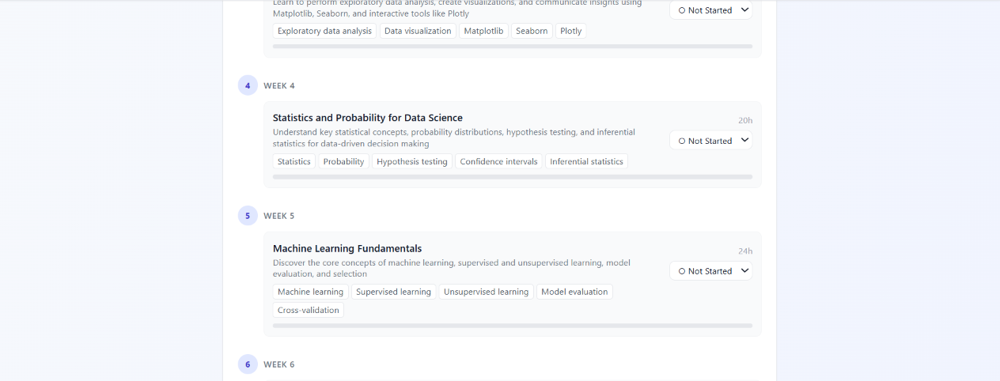 Learn to perform exploratory data analysis, create visualizations, and communicate insights using
Matplotlib, Seaborn, and interactive tools like Plotly
Not Started
Exploratory data analysis Data visualization Matplotlib Seaborn Plotly
4 WEEK 4
Statistics and Probability for Data Science
20h
Understand key statistical concepts, probability distributions, hypothesis testing, and inferential
statistics for data-driven decision making
Not Started
Statistics Probability Hypothesis testing Confidence intervals Inferential statistics
5 WEEK 5
Machine Learning Fundamentals
24h
Discover the core concepts of machine learning, supervised and unsupervised learning, model
evaluation, and selection
Not Started
Machine learning Supervised learning Unsupervised learning Model evaluation
Cross-validation
6 WEEK 6